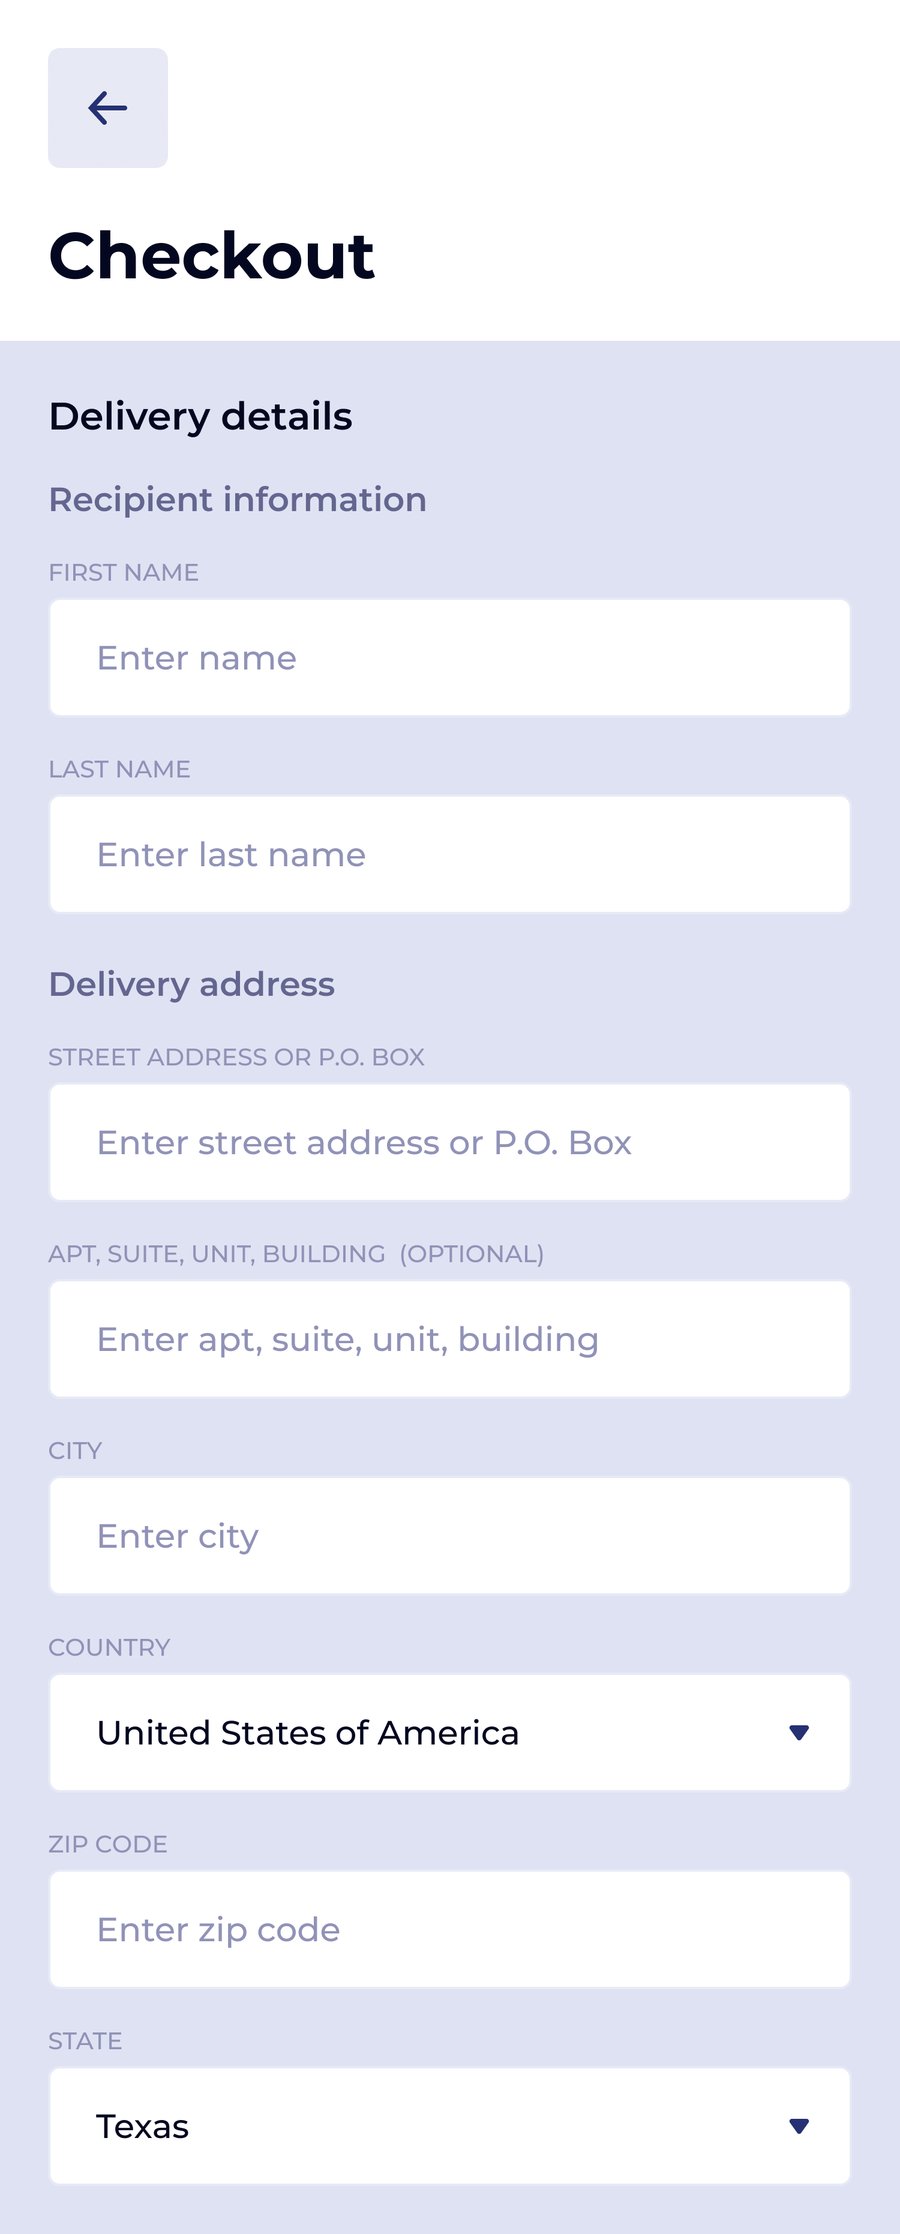 Checkout
Delivery details
Recipient information
FIRST NAME
Enter name
LAST NAME
Enter last name
Delivery address
STREET ADDRESS OR P.O. BOX
Enter street address or P.O. Box
APT, SUITE, UNIT, BUILDING  (OPTIONAL)
Enter apt, suite, unit, building
CITY
Enter city
COUNTRY
United States of America
ZIP CODE
Enter zip code
STATE
Texas